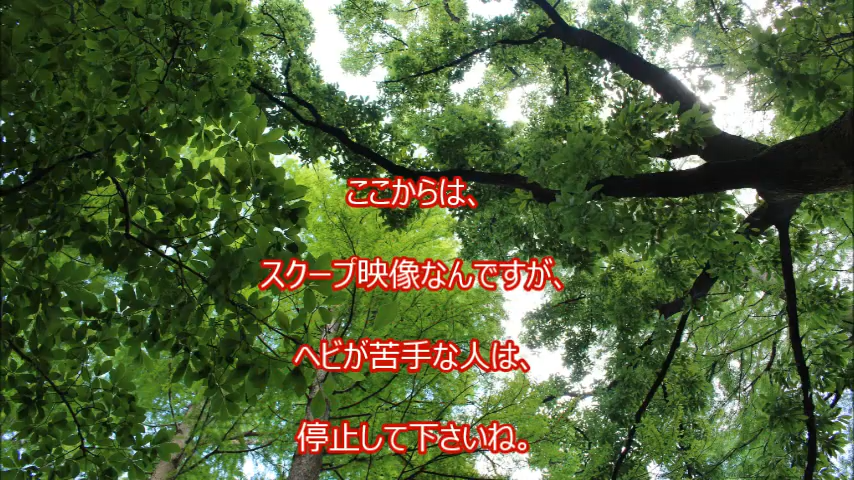 ここからは、
スクープ映像なんですが、
ヘビが苦手な人は、
停止して下さいね。